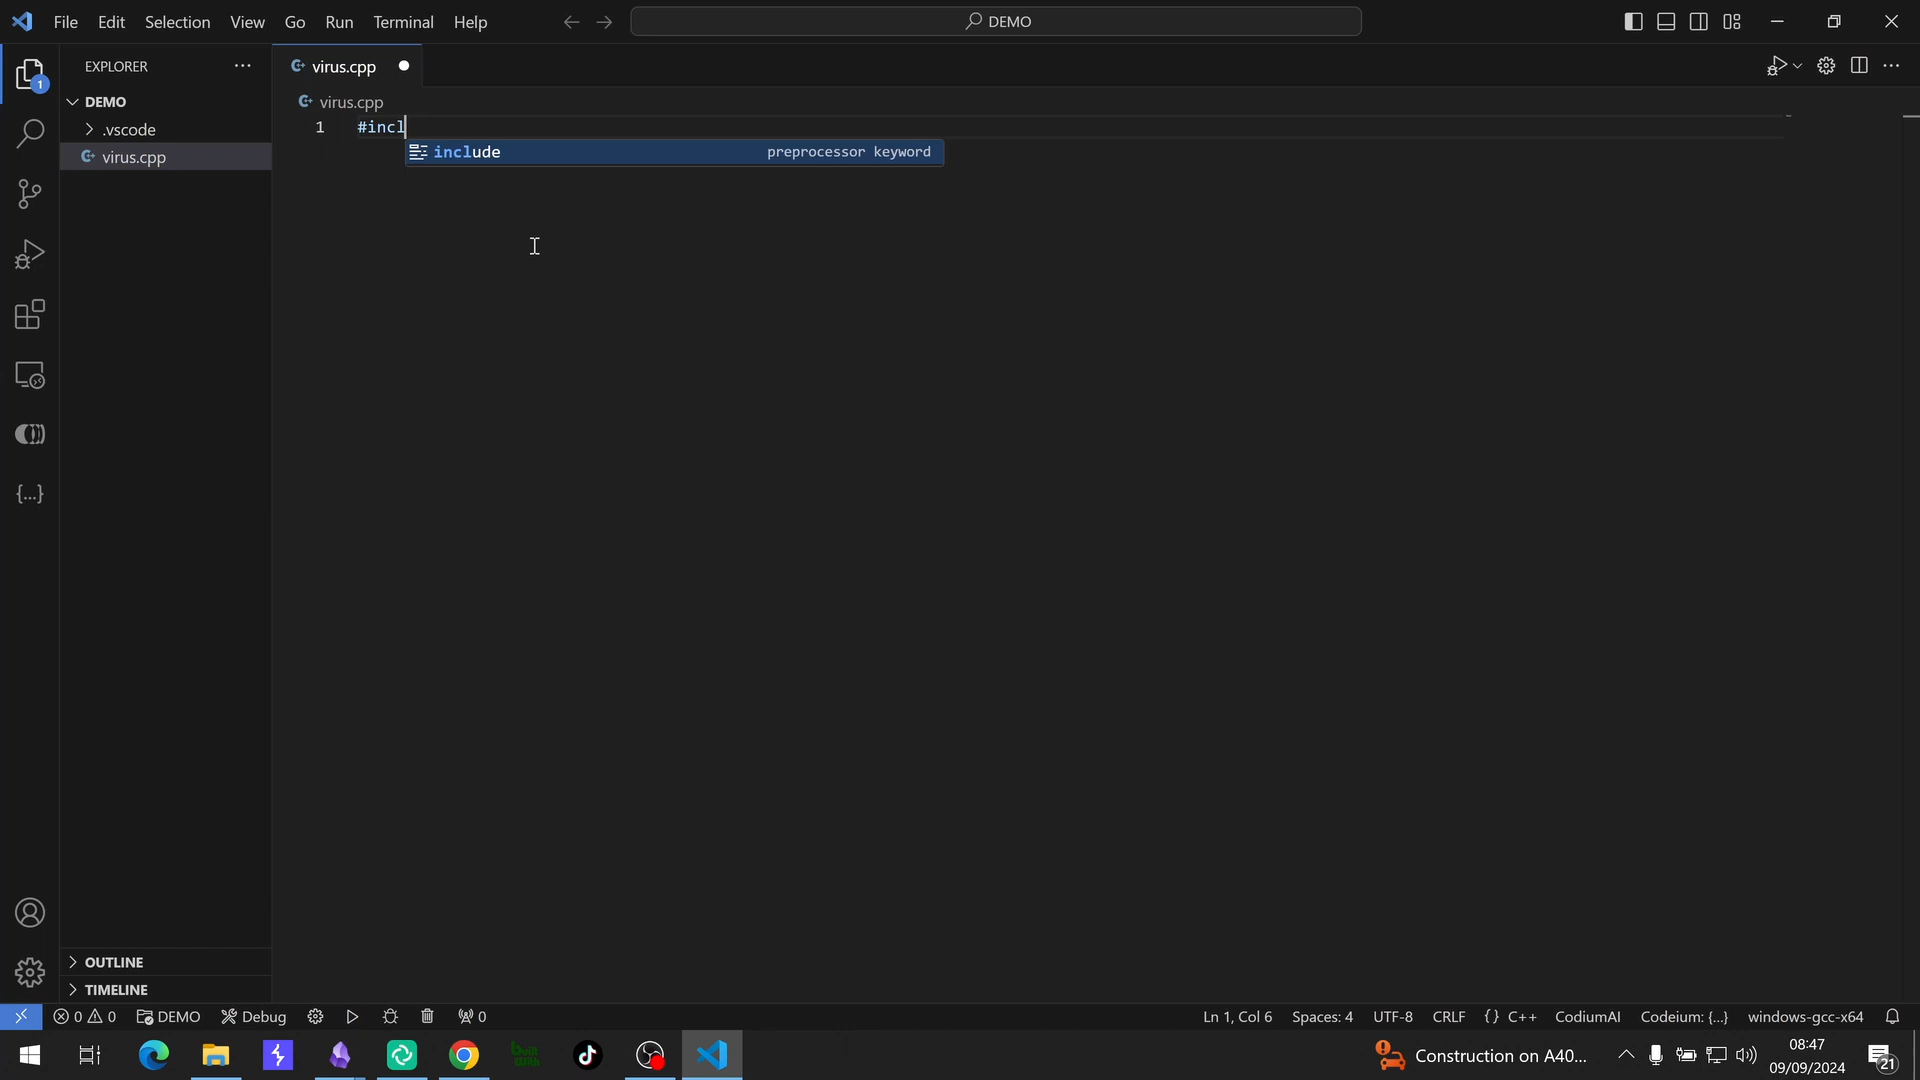 File Edit Selection View Go Run Terminal Help
DEMO
1
EXPLORER
virus.cpp
DEMO
.vscode
virus.cpp
virus.cpp
1 #incl
include preprocessor keyword
OUTLINE
TIMELINE
0 0 DEMO Debug 0
Ln 1, Col 6 Spaces: 4 UTF-8 CRLF {} C++ CodiumAI Codeium: {...} windows-gcc-x64
Construction on A40...
08:47
09/09/2024
21